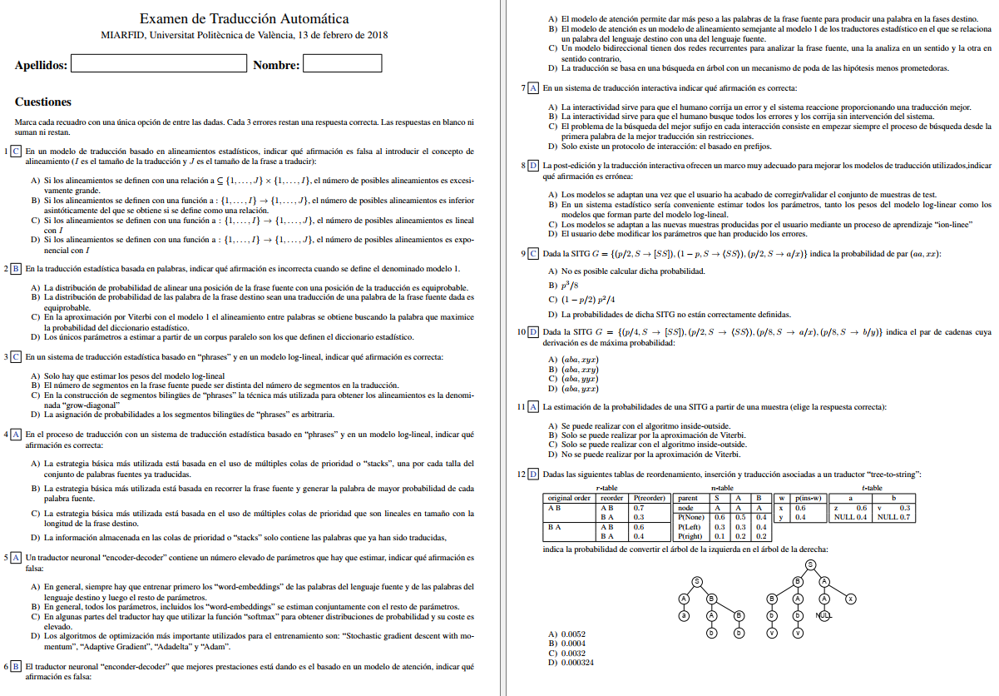 Examen de Traducción Automática
MIARFID, Universitat Politècnica de València, 13 de febrero de 2018
Apellidos: Nombre:
Cuestiones
Marca cada recuadro con una única opción de entre las dadas. Cada 3 errores restan una respuesta correcta. Las respuestas en blanco ni
suman ni restan.
1 C En un modelo de traducción basado en alineamientos estadísticos, indicar qué afirmación es falsa al introducir el concepto de
alineamiento (I es el tamaño de la traducción y J es el tamaño de la frase a traducir):
A) Si los alineamientos se definen con una relación a ⊆ {1, . . . , J} × {1, . . . , I}, el número de posibles alineamientos es excesi-
vamente grande.
B) Si los alineamientos se definen con una función a : {1, . . . , I} → {1, . . . , J}, el número de posibles alineamientos es inferior
asintóticamente del que se obtiene si se define como una relación.
C) Si los alineamientos se definen con una función a : {1, . . . , I} → {1, . . . , J}, el número de posibles alineamientos es lineal
con I
D) Si los alineamientos se definen con una función a : {1, . . . , I} → {1, . . . , J}, el número de posibles alineamientos es expo-
nencial con I
2 B En la traducción estadística basada en palabras, indicar qué afirmación es incorrecta cuando se define el denominado modelo 1.
A) La distribución de probabilidad de alinear una posición de la frase fuente con una posición de la traducción es equiprobable.
B) La distribución de probabilidad de las palabra de la frase destino sean una traducción de una palabra de la frase fuente dada es
equiprobable.
C) En la aproximación por Viterbi con el modelo 1 el alineamiento entre palabras se obtiene buscando la palabra que maximice
la probabilidad del diccionario estadístico.
D) Los únicos parámetros a estimar a partir de un corpus paralelo son los que definen el diccionario estadístico.
3 C En un sistema de traducción estadística basado en “phrases” y en un modelo log-lineal, indicar qué afirmación es correcta:
A) Solo hay que estimar los pesos del modelo log-lineal
B) El número de segmentos en la frase fuente puede ser distinta del número de segmentos en la traducción.
C) En la construcción de segmentos bilingües de “phrases” la técnica más utilizada para obtener los alineamientos es la denomi-
nada “grow-diagonal”
D) La asignación de probabilidades a los segmentos bilingües de “phrases” es arbitraria.
4 A En el proceso de traducción con un sistema de traducción estadística basado en “phrases” y en un modelo log-lineal, indicar qué
afirmación es correcta:
A) La estrategia básica más utilizada está basada en el uso de múltiples colas de prioridad o “stacks”, una por cada talla del
conjunto de palabras fuentes ya traducidas.
B) La estrategia básica más utilizada está basada en recorrer la frase fuente y generar la palabra de mayor probabilidad de cada
palabra fuente.
C) La estrategia básica más utilizada está basada en el uso de múltiples colas de prioridad que son lineales en tamaño con la
longitud de la frase destino.
D) La información almacenada en las colas de prioridad o “stacks” solo contiene las palabras que ya han sido traducidas,
5 A Un traductor neuronal “encoder-decoder” contiene un número elevado de parámetros que hay que estimar, indicar qué afirmación es
falsa:
A) En general, siempre hay que entrenar primero los “word-embeddings” de las palabras del lenguaje fuente y de las palabras del
lenguaje destino y luego el resto de parámetros.
B) En general, todos los parámetros, incluidos los “word-embeddings” se estiman conjuntamente con el resto de parámetros.
C) En algunas partes del traductor hay que utilizar la función “softmax” para obtener distribuciones de probabilidad y su coste es
elevado.
D) Los algoritmos de optimización más importante utilizados para el entrenamiento son: “Stochastic gradient descent with mo-
mentum”, “Adaptive Gradient”, “Adadelta” y “Adam”.
6 B El traductor neuronal “enconder-decoder” que mejores prestaciones está dando es el basado en un modelo de atención, indicar qué
afirmación es falsa:
A) El modelo de atención permite dar más peso a las palabras de la frase fuente para producir una palabra en la fases destino.
B) El modelo de atención es un modelo de alineamiento semejante al modelo 1 de los traductores estadístico en el que se relaciona
un palabra del lenguaje destino con una del lenguaje fuente.
C) Un modelo bidireccional tienen dos redes recurrentes para analizar la frase fuente, una la analiza en un sentido y la otra en
sentido contrario,
D) La traducción se basa en una búsqueda en árbol con un mecanismo de poda de las hipótesis menos prometedoras.
7 A En un sistema de traducción interactiva indicar qué afirmación es correcta:
A) La interactividad sirve para que el humano corrija un error y el sistema reaccione proporcionando una traducción mejor.
B) La interactividad sirve para que el humano busque todos los errores y los corrija sin intervención del sistema.
C) El problema de la búsqueda del mejor sufijo en cada interacción consiste en empezar siempre el proceso de búsqueda desde la
primera palabra de la mejor traducción sin restricciones.
D) Solo existe un protocolo de interacción: el basado en prefijos.
8 D La post-edición y la traducción interactiva ofrecen un marco muy adecuado para mejorar los modelos de traducción utilizados,indicar
qué afirmación es errónea:
A) Los modelos se adaptan una vez que el usuario ha acabado de corregir/validar el conjunto de muestras de test.
B) En un sistema estadístico sería conveniente estimar todos los parámetros, tanto los pesos del modelo log-linear como los
modelos que forman parte del modelo log-lineal.
C) Los modelos se adaptan a las nuevas muestras producidas por el usuario mediante un proceso de aprendizaje “ion-linee”
D) El usuario debe modificar los parámetros que han producido los errores.
9 C Dada la SITG G = {(p/2, S → [SS]), (1 − p, S → ⟨SS⟩), (p/2, S → a/x)} indica la probabilidad de par (aa, xx):
A) No es posible calcular dicha probabilidad.
B) p³/8
C) (1 − p/2) p²/4
D) La probabilidades de dicha SITG no están correctamente definidas.
10 D Dada la SITG G = {(p/4, S → [SS]), (p/2, S → ⟨SS⟩), (p/8, S → a/x), (p/8, S → b/y)} indica el par de cadenas cuya
derivación es de máxima probabilidad:
A) (aba, xyx)
B) (aba, xxy)
C) (aba, yyx)
D) (aba, yxx)
11 A La estimación de la probabilidades de una SITG a partir de una muestra (elige la respuesta correcta):
A) Se puede realizar con el algoritmo inside-outside.
B) Solo se puede realizar por la aproximación de Viterbi.
C) Solo se puede realizar con el algoritmo inside-outside.
D) No se puede realizar por la aproximación de Viterbi.
12 D Dadas las siguientes tablas de reordenamiento, inserción y traducción asociadas a un traductor “tree-to-string”:
r-table n-table t-table
original order reorder P(reorder) parent S A B w p(ins-w) a b
A B A B 0.7 node A A A x 0.6 z 0.6 v 0.3
B A 0.3 P(None) 0.6 0.5 0.4 y 0.4 NULL 0.4 NULL 0.7
B A A B 0.6 P(Left) 0.3 0.3 0.4
B A 0.4 P(right) 0.1 0.2 0.2
indica la probabilidad de convertir el árbol de la izquierda en el árbol de la derecha:
S
S B A
A B B A A x
a A B b b NULL
b b v v
A) 0.0052
B) 0.0004
C) 0.0032
D) 0.000324